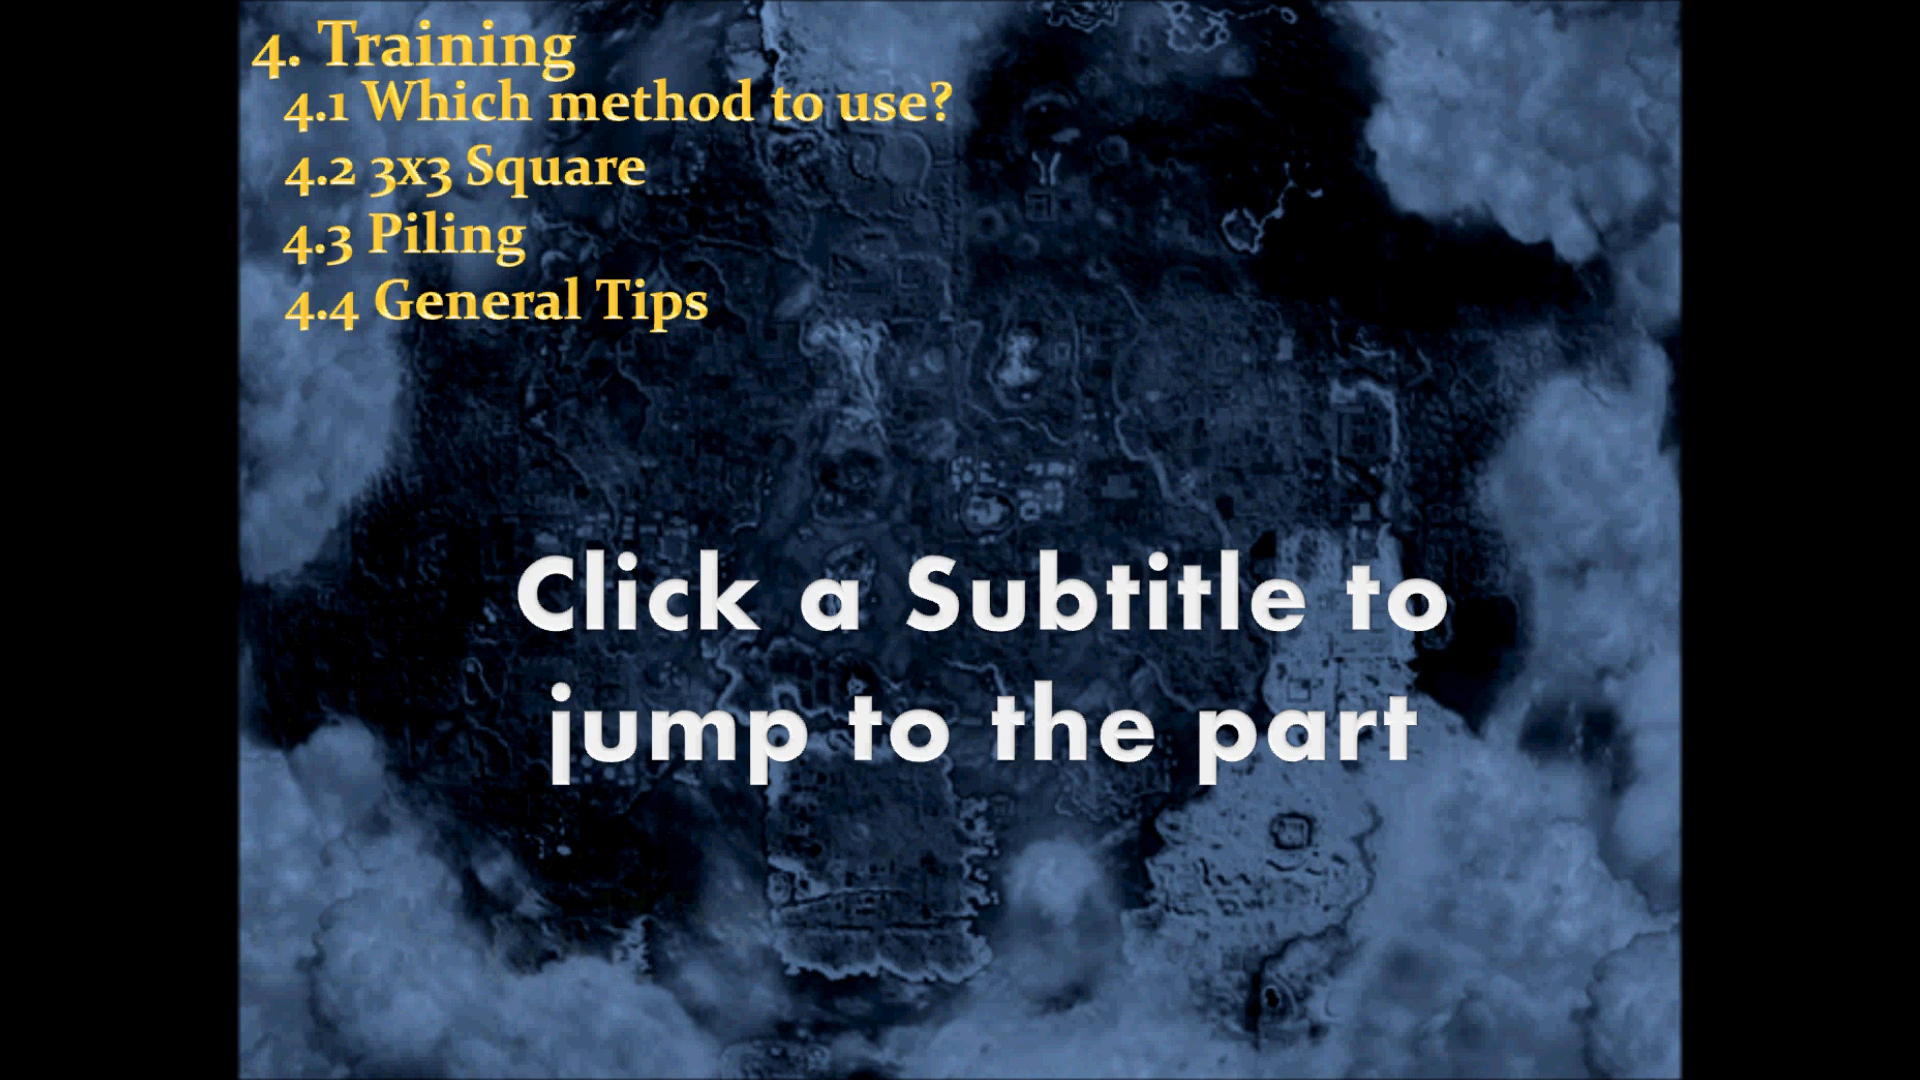 4. Training
4.1 Which method to use?
4.2 3x3 Square
4.3 Piling
4.4 General Tips
Click a Subtitle to
jump to the part